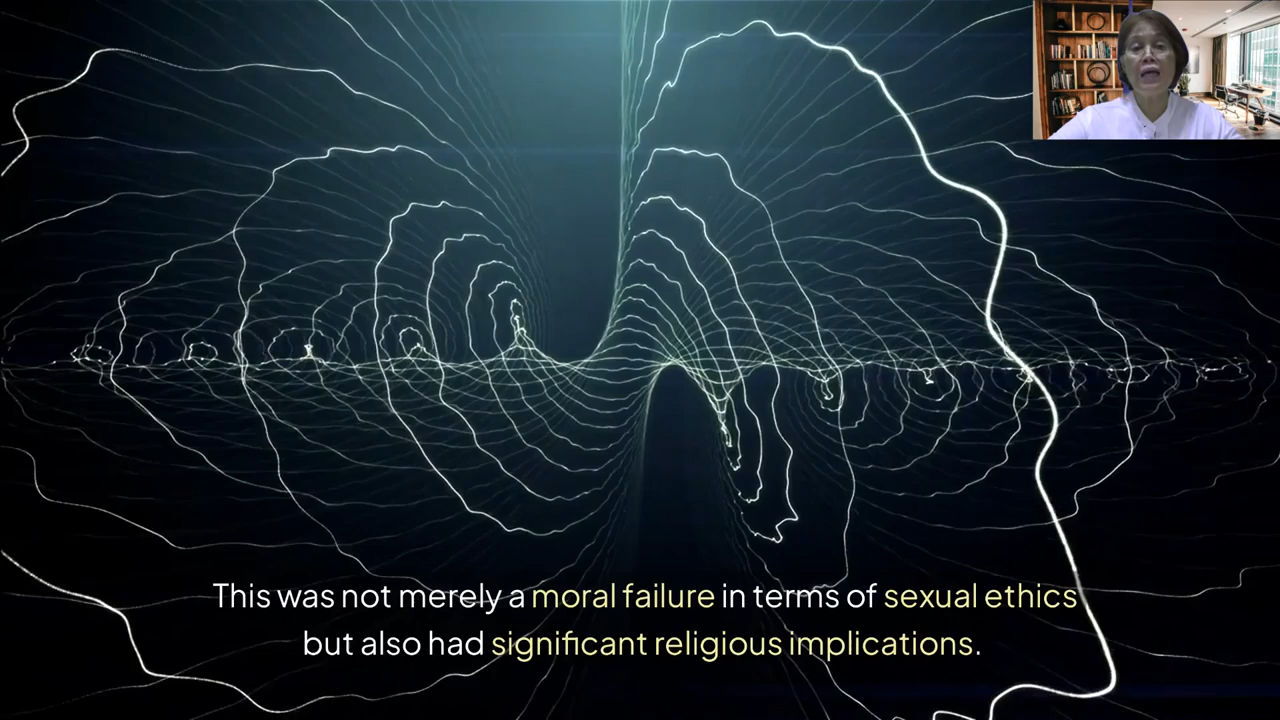 This was not merely a moral failure in terms of sexual ethics
but also had significant religious implications.